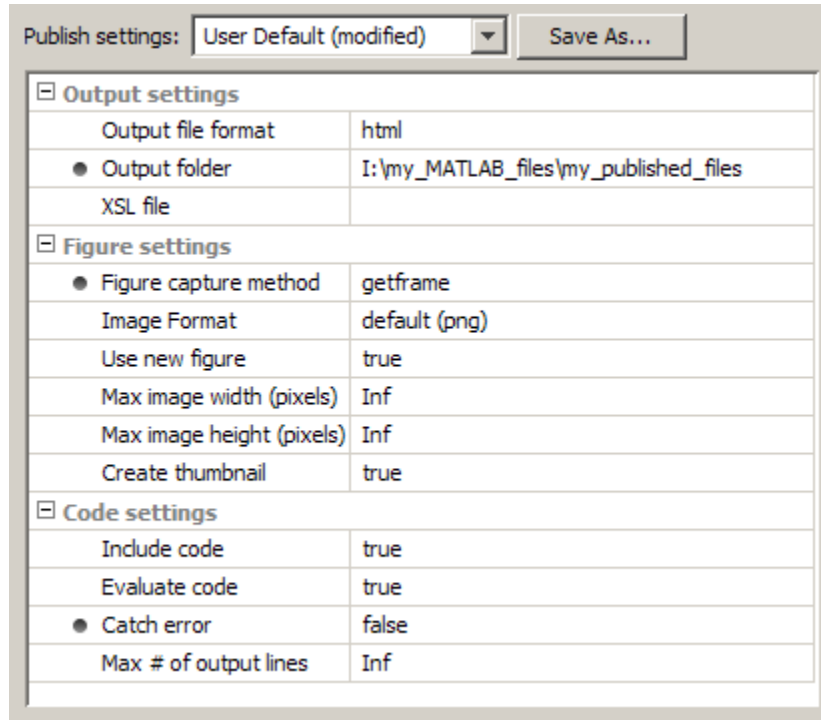 Publish settings: User Default (modified) Save As...
Output settings
Output file format html
Output folder I:\my_MATLAB_files\my_published_files
XSL file
Figure settings
Figure capture method getframe
Image Format default (png)
Use new figure true
Max image width (pixels) Inf
Max image height (pixels) Inf
Create thumbnail true
Code settings
Include code true
Evaluate code true
Catch error false
Max # of output lines Inf